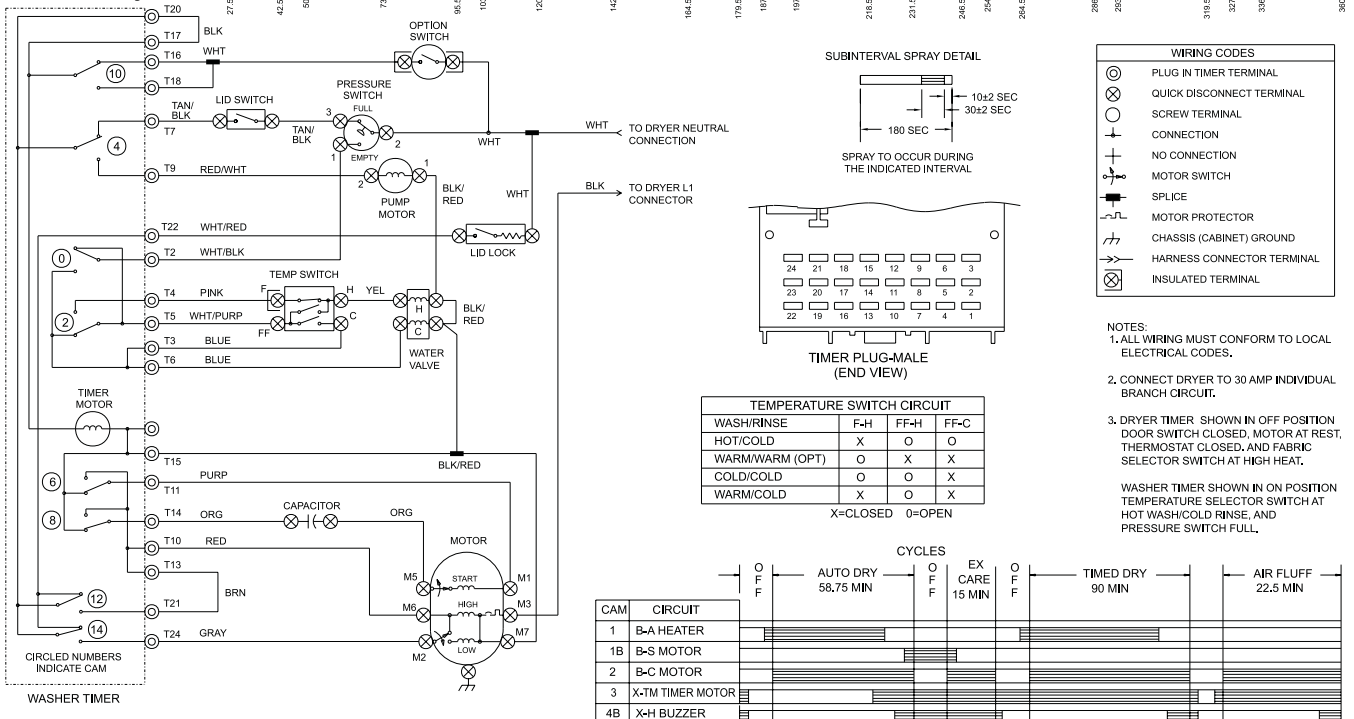 T20
T17
BLK
T16
WHT
T18
10
OPTION
SWITCH
TAN/
BLK
T7
LID SWITCH
TAN/
BLK
PRESSURE
SWITCH
FULL
3
2
1
EMPTY
4
T9
RED/WHT
2
1
PUMP
MOTOR
BLK/
RED
WHT
WHT
WHT
TO DRYER NEUTRAL
CONNECTION
BLK
TO DRYER L1
CONNECTOR
T22
WHT/RED
LID LOCK
0
T2
WHT/BLK
TEMP SWITCH
T4
PINK
F
H
YEL
H
BLK/
RED
2
T5
WHT/PURP
FF
C
C
T3
BLUE
T6
BLUE
WATER
VALVE
TIMER
MOTOR
T15
BLK/RED
6
PURP
T11
8
T14
ORG
CAPACITOR
ORG
T10
RED
MOTOR
T13
BRN
M5
START
M1
M6
HIGH
M3
12
T21
14
T24
GRAY
M2
LOW
M7
CIRCLED NUMBERS
INDICATE CAM
WASHER TIMER
SUBINTERVAL SPRAY DETAIL
10±2 SEC
30±2 SEC
180 SEC
SPRAY TO OCCUR DURING
THE INDICATED INTERVAL
24 21 18 15 12 9 6 3
23 20 17 14 11 8 5 2
22 19 16 13 10 7 4 1
TIMER PLUG-MALE
(END VIEW)
WIRING CODES
PLUG IN TIMER TERMINAL
QUICK DISCONNECT TERMINAL
SCREW TERMINAL
CONNECTION
NO CONNECTION
MOTOR SWITCH
SPLICE
MOTOR PROTECTOR
CHASSIS (CABINET) GROUND
HARNESS CONNECTOR TERMINAL
INSULATED TERMINAL
NOTES:
1. ALL WIRING MUST CONFORM TO LOCAL
ELECTRICAL CODES.
2. CONNECT DRYER TO 30 AMP INDIVIDUAL
BRANCH CIRCUIT.
3. DRYER TIMER SHOWN IN OFF POSITION
DOOR SWITCH CLOSED, MOTOR AT REST,
THERMOSTAT CLOSED. AND FABRIC
SELECTOR SWITCH AT HIGH HEAT.
WASHER TIMER SHOWN IN ON POSITION
TEMPERATURE SELECTOR SWITCH AT
HOT WASH/COLD RINSE, AND
PRESSURE SWITCH FULL.
TEMPERATURE SWITCH CIRCUIT
WASH/RINSE F-H FF-H FF-C
HOT/COLD X O O
WARM/WARM (OPT) O X X
COLD/COLD O O X
WARM/COLD X O X
X=CLOSED 0=OPEN
CYCLES
OFF
AUTO DRY
58.75 MIN
OFF
EX
CARE
15 MIN
OFF
TIMED DRY
90 MIN
AIR FLUFF
22.5 MIN
CAM CIRCUIT
1 B-A HEATER
1B B-S MOTOR
2 B-C MOTOR
3 X-TM TIMER MOTOR
4B X-H BUZZER